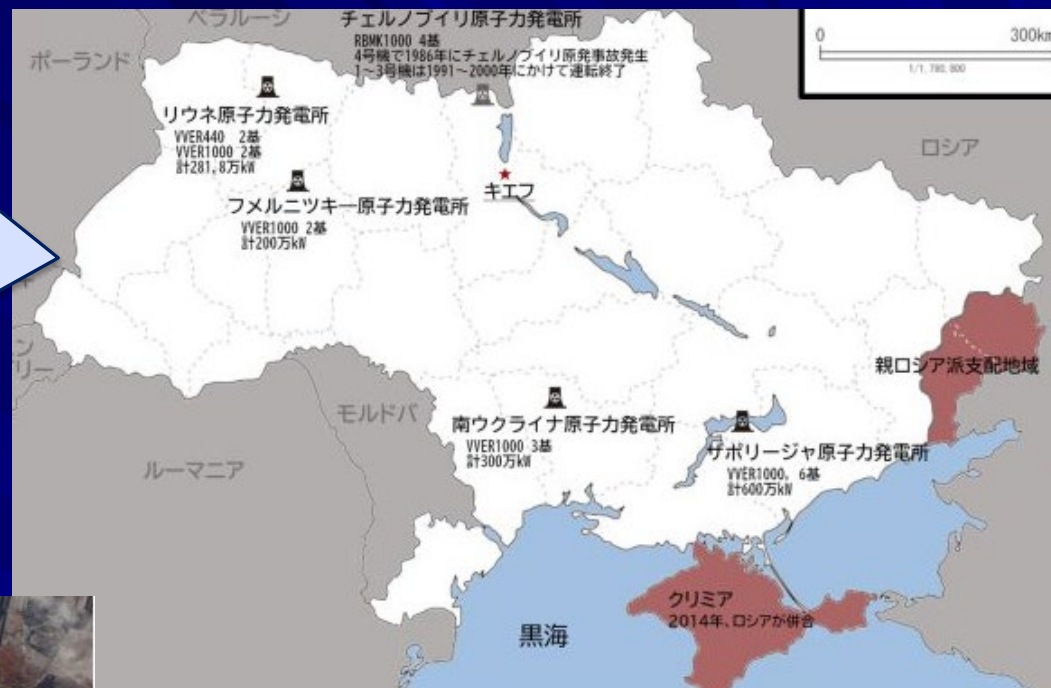 ベラルーシ
チェルノブイリ原子力発電所
RBMK1000 4基
4号機で1986年にチェルノブイリ原発事故発生
1~3号機は1991~2000年にかけて運転終了
0 300km
1/1,780,800
ポーランド
リウネ原子力発電所
VVER440 2基
VVER1000 2基
計281,8万kW
ロシア
キエフ
フメルニツキー原子力発電所
VVER1000 2基
計200万kW
親ロシア派支配地域
モルドバ
南ウクライナ原子力発電所
VVER1000 3基
計300万kW
ザポリージャ原子力発電所
VVER1000, 6基
計600万kW
ルーマニア
クリミア
2014年、ロシアが併合
黒海